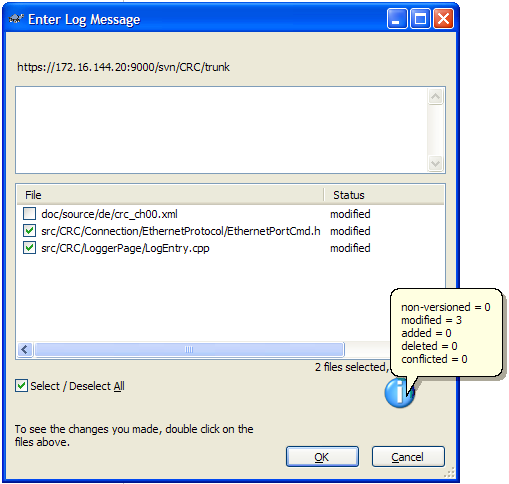 Enter Log Message
https://172.16.144.20:9000/svn/CRC/trunk
File Status
doc/source/de/crc_ch00.xml modified
src/CRC/Connection/EthernetProtocol/EthernetPortCmd.h modified
src/CRC/LoggerPage/LogEntry.cpp modified
non-versioned = 0
modified = 3
added = 0
deleted = 0
conflicted = 0
2 files selected,
Select / Deselect All
To see the changes you made, double click on the
files above.
OK Cancel